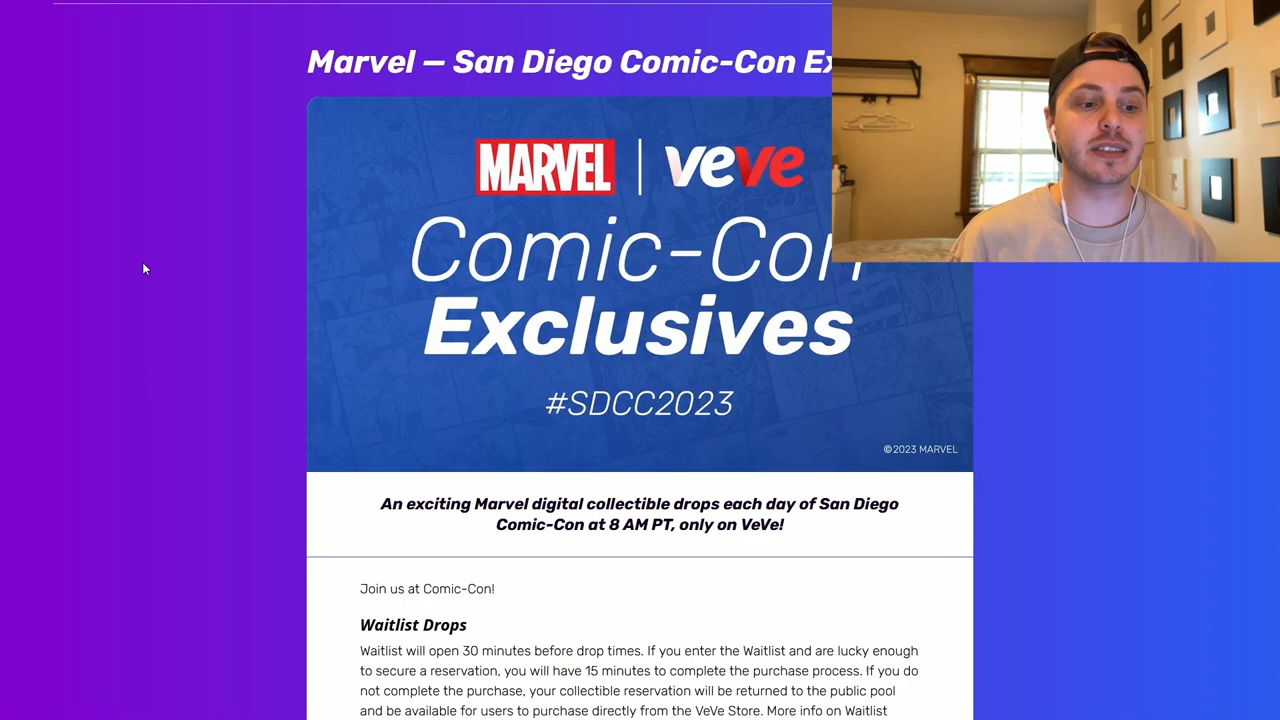 Marvel — San Diego Comic-Con
MARVEL | veve
Comic-Con
Exclusives
#SDCC2023
©2023 MARVEL
An exciting Marvel digital collectible drops each day of San Diego
Comic-Con at 8 AM PT, only on VeVe!
Join us at Comic-Con!
Waitlist Drops
Waitlist will open 30 minutes before drop times. If you enter the Waitlist and are lucky enough
to secure a reservation, you will have 15 minutes to complete the purchase process. If you do
not complete the purchase, your collectible reservation will be returned to the public pool
and be available for users to purchase directly from the VeVe Store. More info on Waitlist